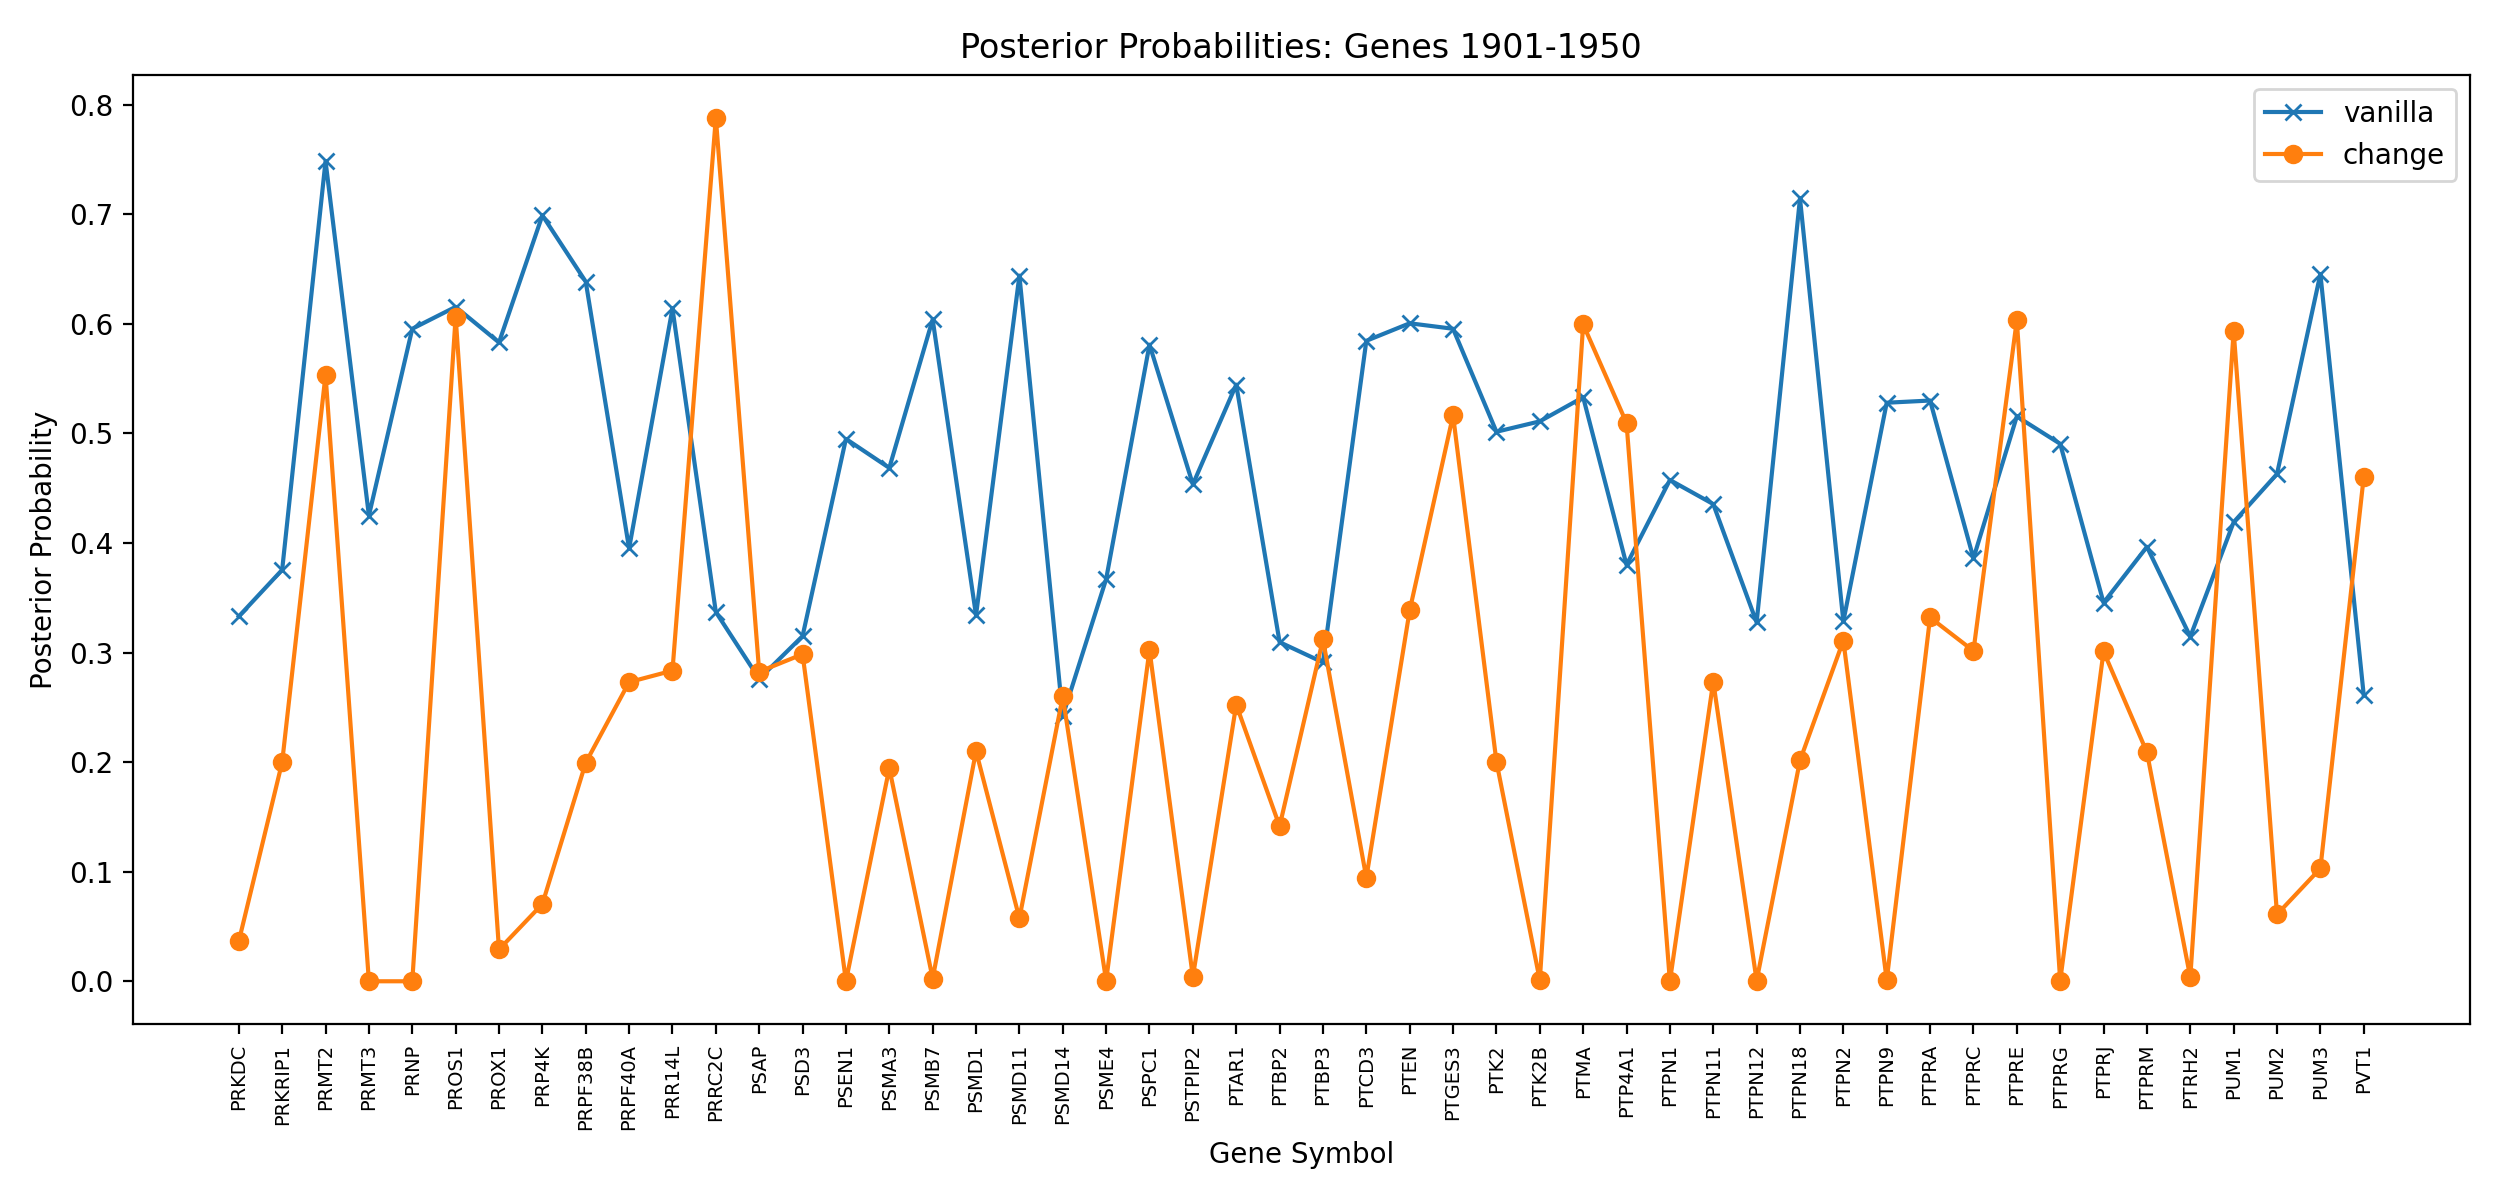 Posterior Probabilities: Genes 1901-1950
vanilla
change
Posterior Probability
0.8
0.7
0.6
0.5
0.4
0.3
0.2
0.1
0.0
PRKDC
PRKRIP1
PRMT2
PRMT3
PRNP
PROS1
PROX1
PRP4K
PRPF38B
PRPF40A
PRR14L
PRRC2C
PSAP
PSD3
PSEN1
PSMA3
PSMB7
PSMD1
PSMD11
PSMD14
PSME4
PSPC1
PSTPIP2
PTAR1
PTBP2
PTBP3
PTCD3
PTEN
PTGES3
PTK2
PTK2B
PTMA
PTP4A1
PTPN1
PTPN11
PTPN12
PTPN18
PTPN2
PTPN9
PTPRA
PTPRC
PTPRE
PTPRG
PTPRJ
PTPRM
PTRH2
PUM1
PUM2
PUM3
PVT1
Gene Symbol